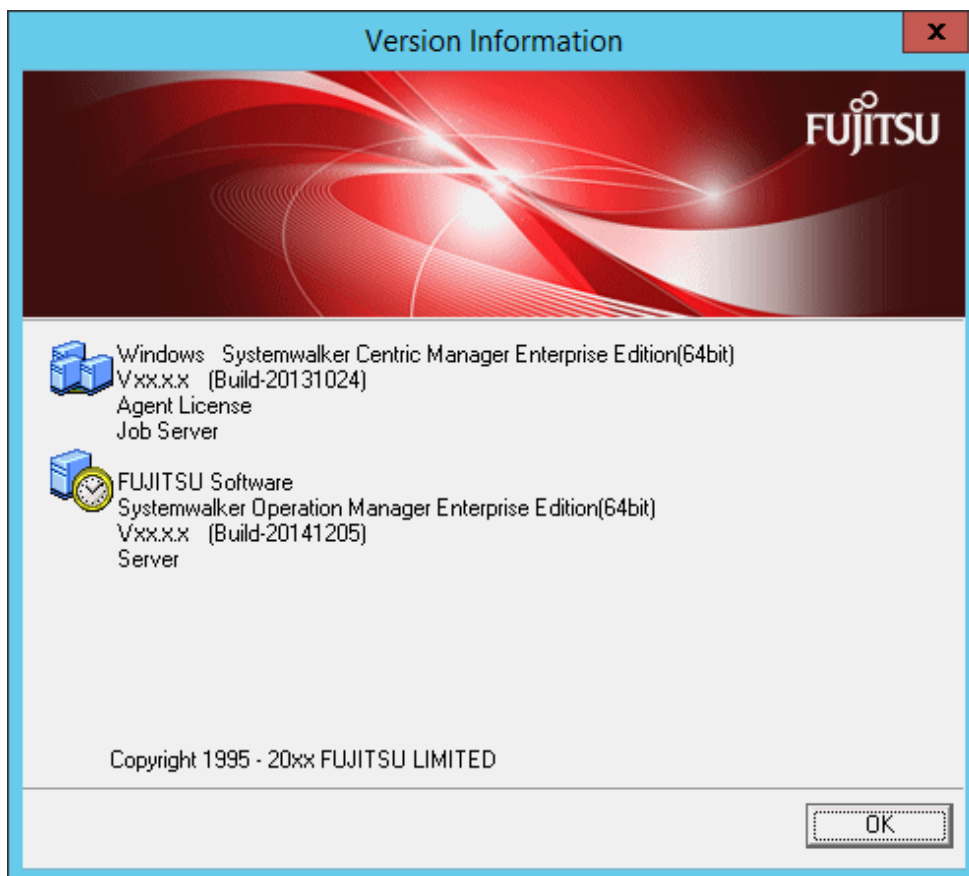 Version Information
x
FUJITSU
Windows Systemwalker Centric Manager Enterprise Edition(64bit)
Vxx.x.x (Build-20131024)
Agent License
Job Server
FUJITSU Software
Systemwalker Operation Manager Enterprise Edition(64bit)
Vxx.x.x (Build-20141205)
Server
Copyright 1995 - 20xx FUJITSU LIMITED
OK